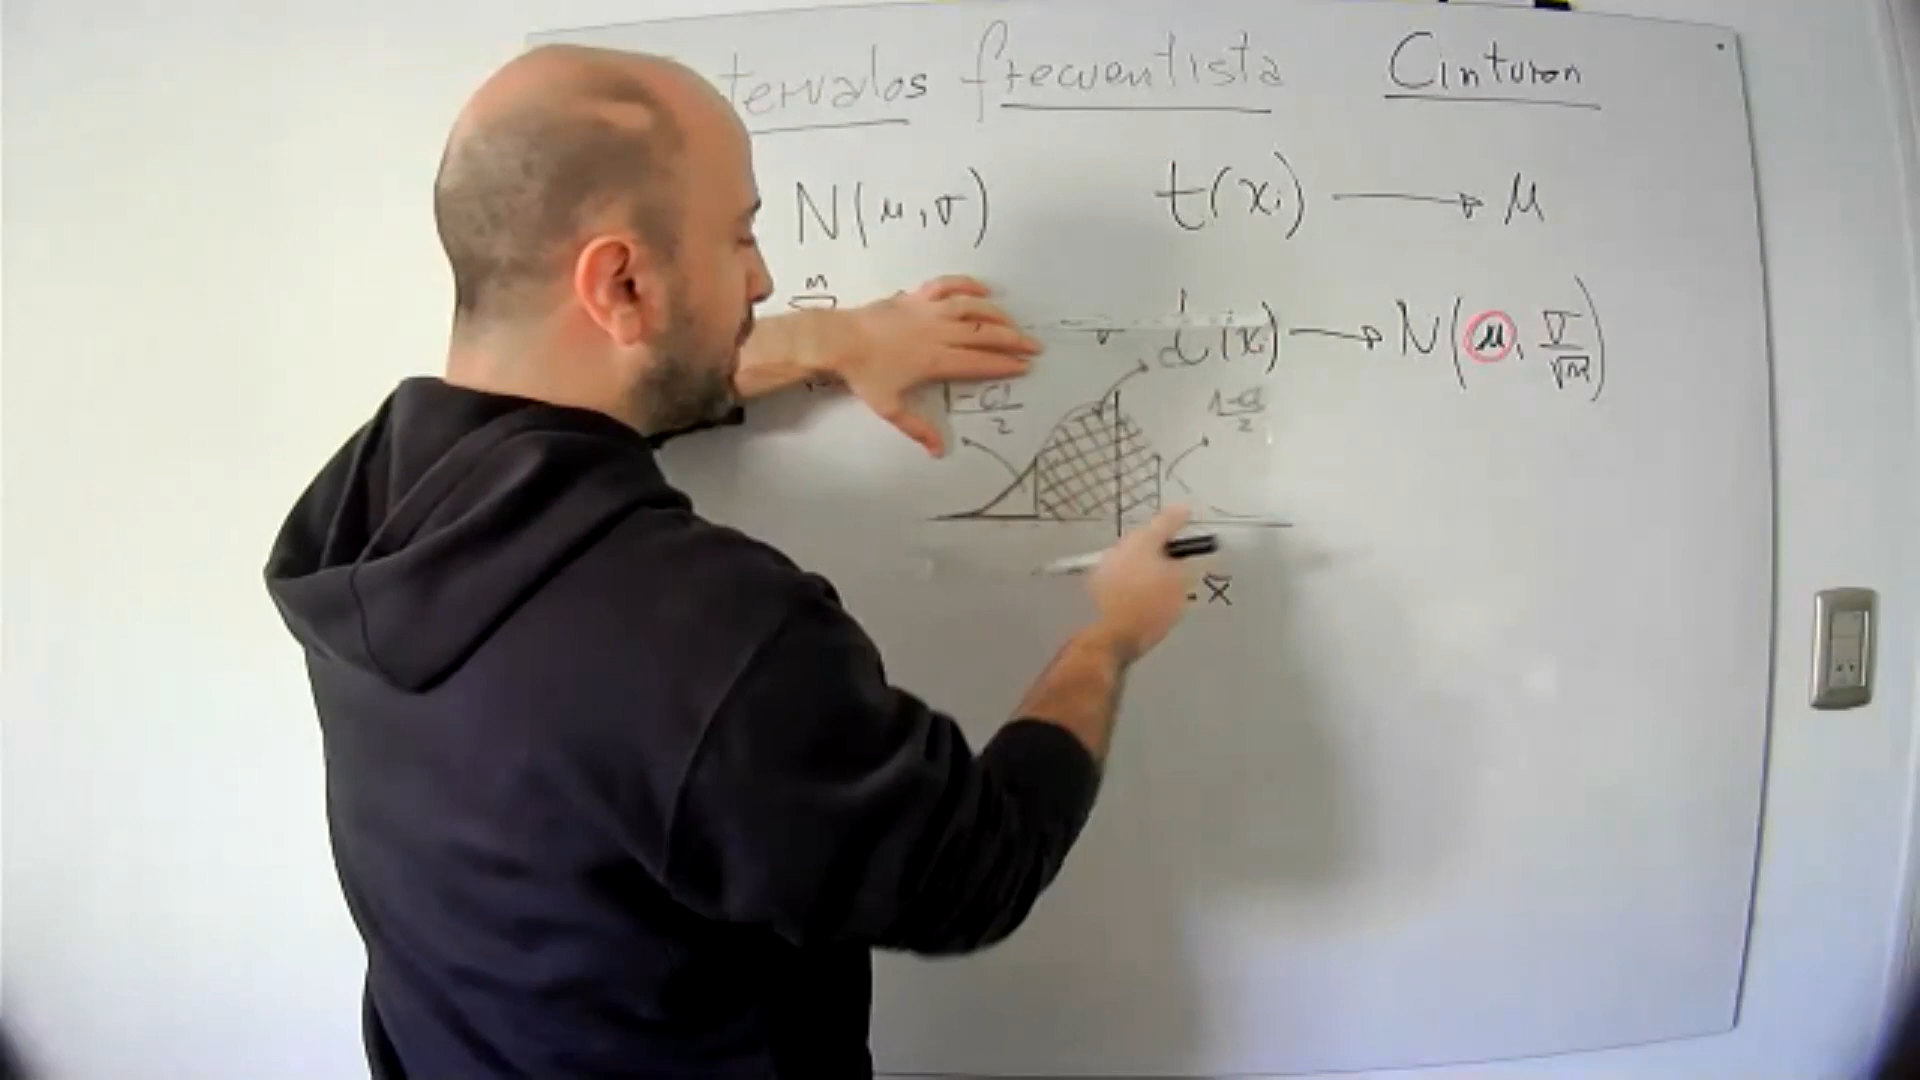 tervalos frecuentista Cinturon
N(μ,σ) t(xᵢ) → μ
(xᵢ) → N(μ, σ/√n)
1-α/2 1-α/2
x̄